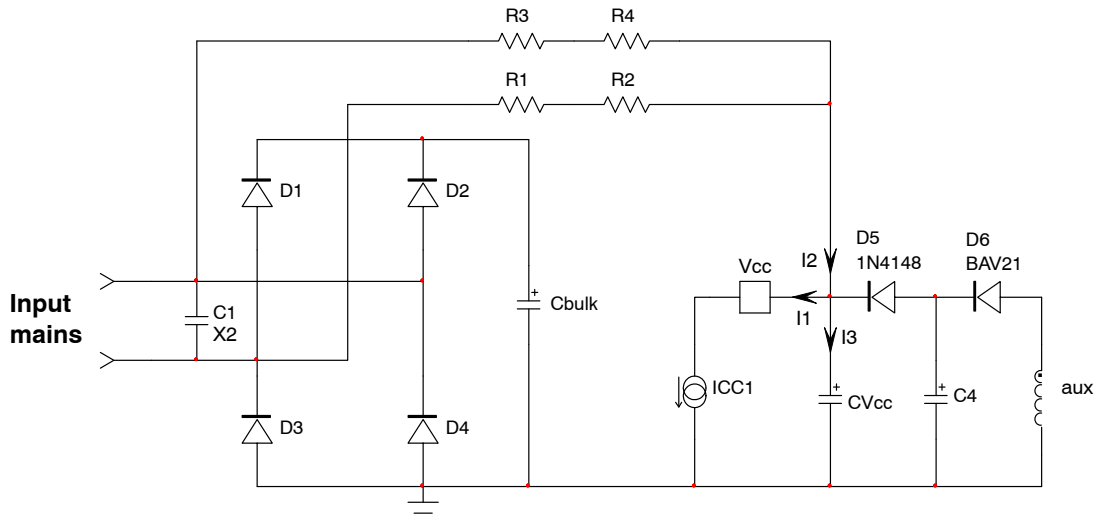 R3
R4
R1
R2
D1
D2
D5
1N4148
D6
BAV21
Vcc
I2
I1
I3
Input
mains
C1
X2
+
Cbulk
ICC1
+
CVcc
+
C4
aux
D3
D4